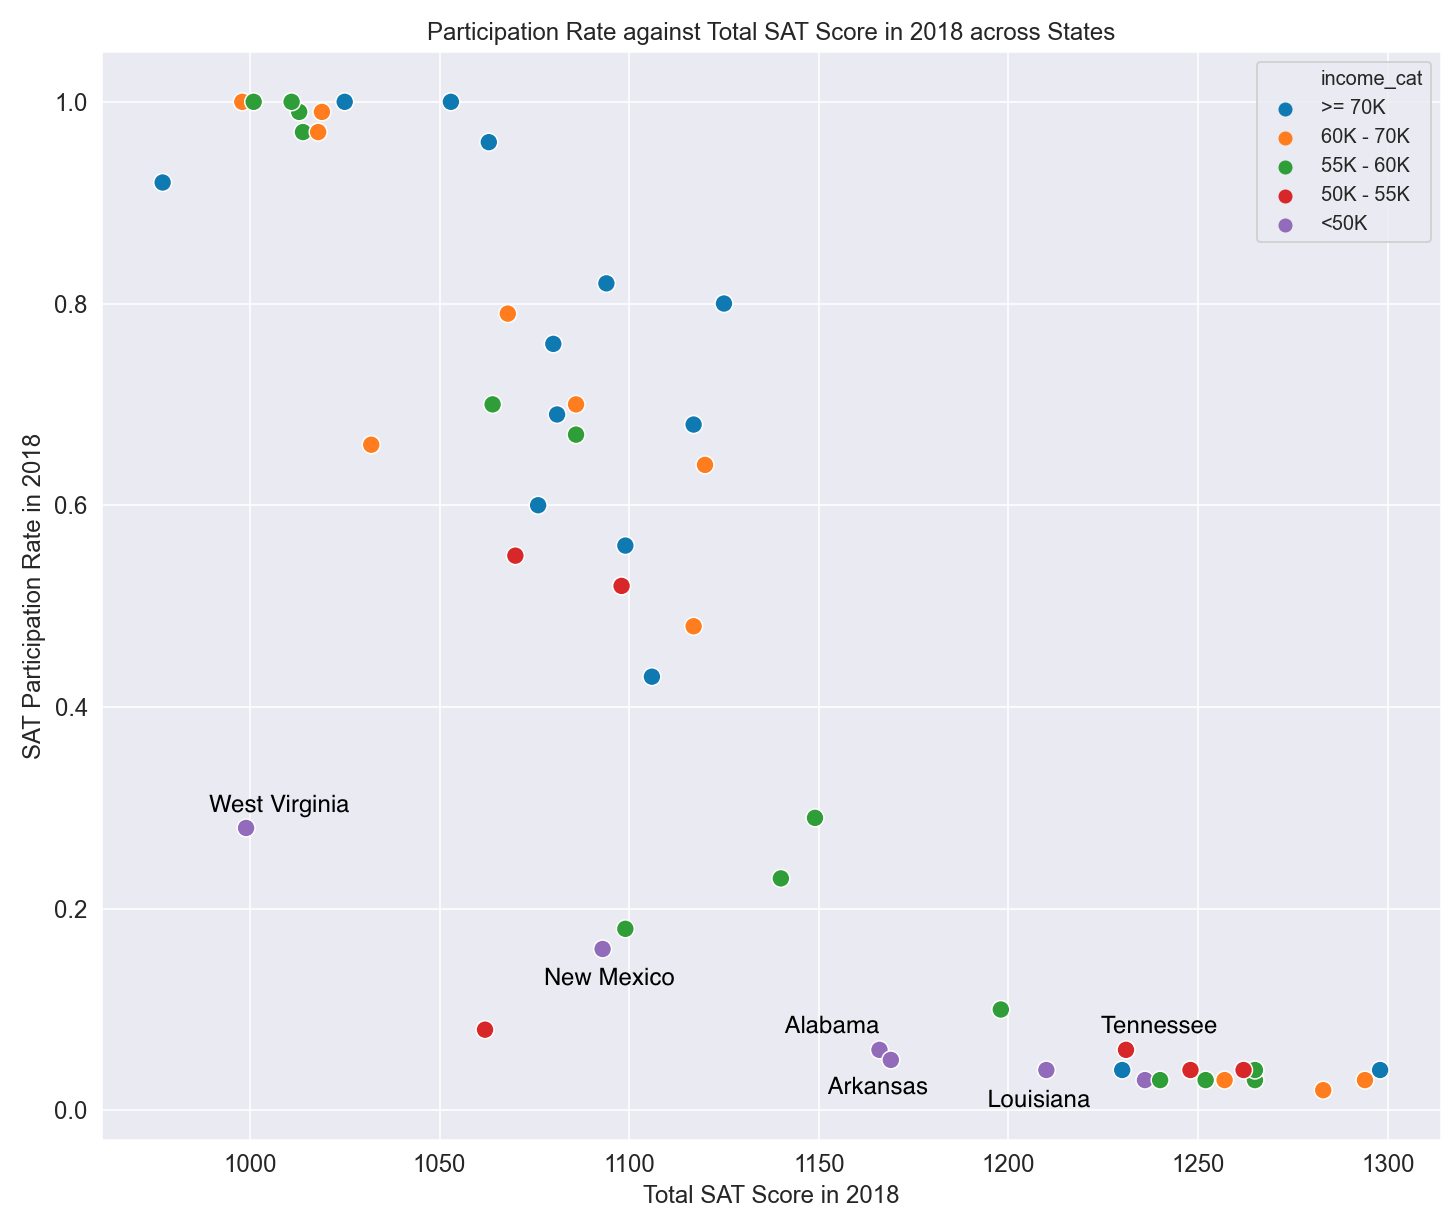 Participation Rate against Total SAT Score in 2018 across States
income_cat
>= 70K
60K - 70K
55K - 60K
50K - 55K
<50K
SAT Participation Rate in 2018
1.0
0.8
0.6
0.4
0.2
0.0
West Virginia
New Mexico
Alabama
Tennessee
Arkansas
Louisiana
1000 1050 1100 1150 1200 1250 1300
Total SAT Score in 2018